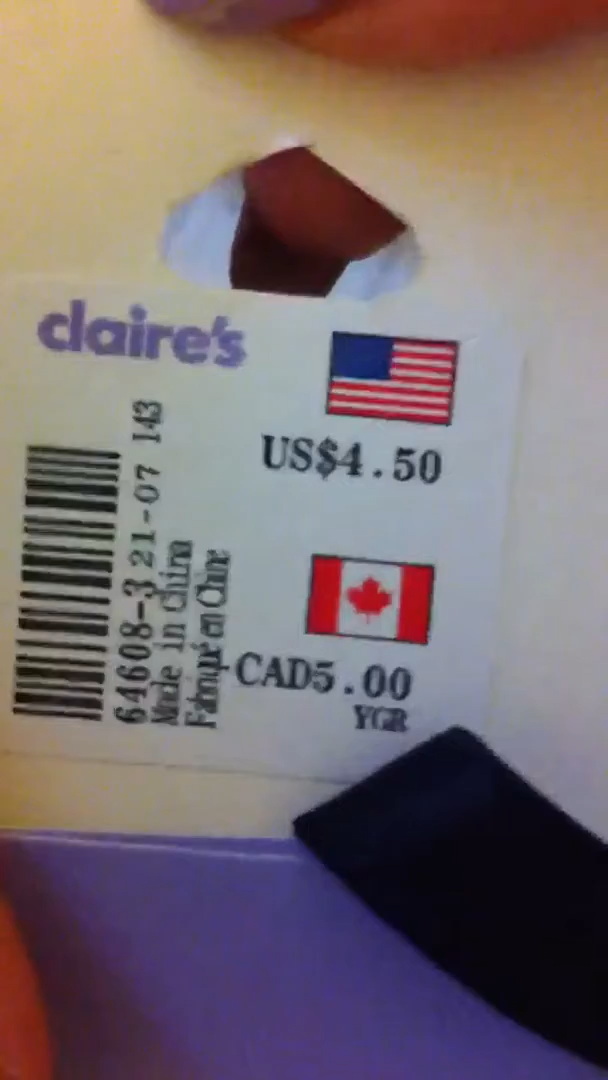 claire's
US$4.50
CAD5.00
YGR
64608-3 21-07 143
Made in China
Fabriqué en Chine